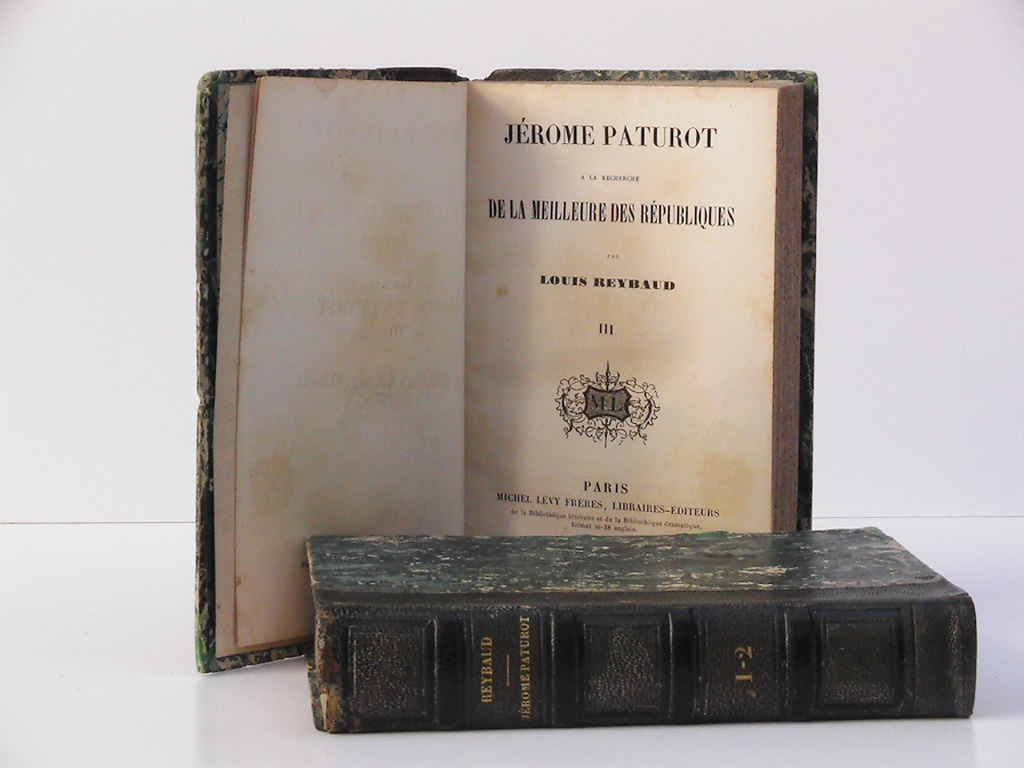 JÉROME PATUROT
A LA RECHERCHE
DE LA MEILLEURE DES RÉPUBLIQUES
PAR
LOUIS REYBAUD
III
ML
PARIS
MICHEL LÉVY FRÈRES, LIBRAIRES-ÉDITEURS
de la Bibliothèque littéraire et de la Bibliothèque dramatique,
format in-18 anglais.
REYBAUD
JÉROME PATUROT
1-2